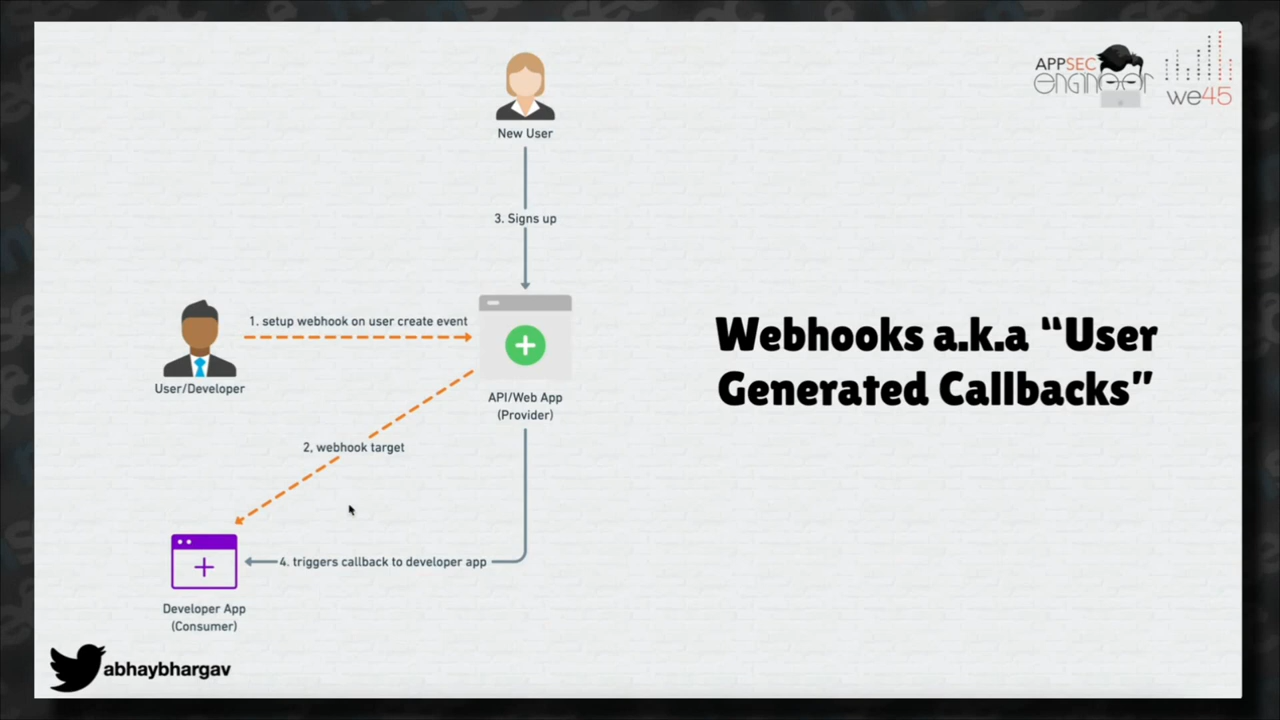 APPSEC
engineer
we45
New User
3. Signs up
1. setup webhook on user create event
User/Developer
API/Web App
(Provider)
Webhooks a.k.a “User
Generated Callbacks”
2, webhook target
4. triggers callback to developer app
Developer App
(Consumer)
abhaybhargav